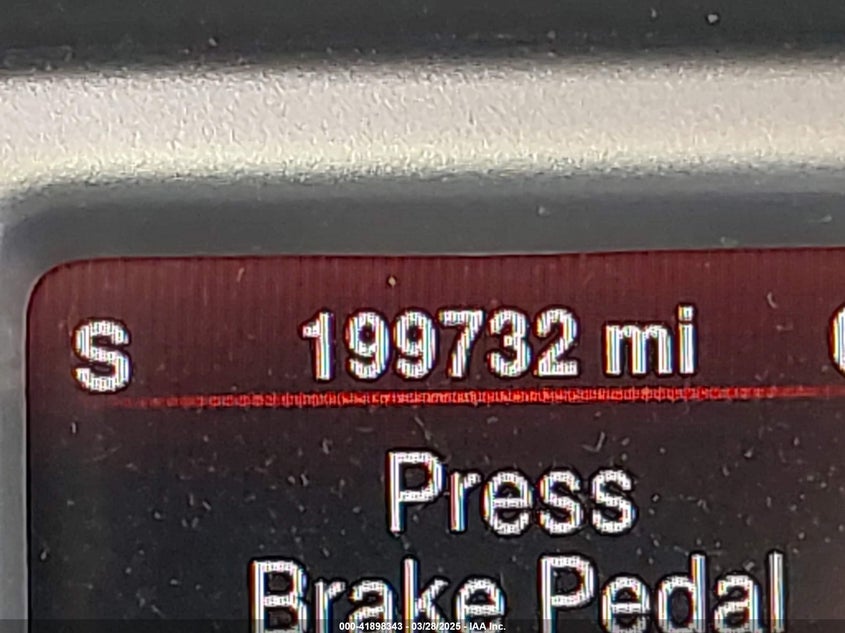 S 199732 mi
Press
Brake Pedal
000-41898343 - 03/28/2025 - IAA Inc.